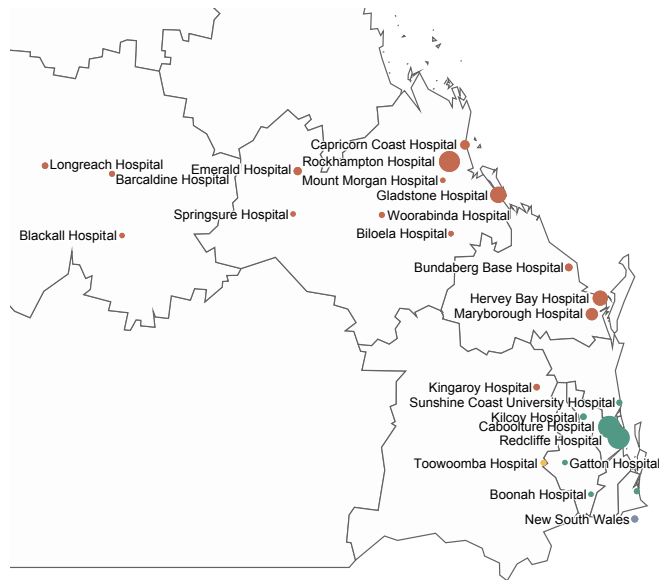 Capricorn Coast Hospital
Rockhampton Hospital
Longreach Hospital
Emerald Hospital
Barcaldine Hospital
Mount Morgan Hospital
Gladstone Hospital
Springsure Hospital
Woorabinda Hospital
Blackall Hospital
Biloela Hospital
Bundaberg Base Hospital
Hervey Bay Hospital
Maryborough Hospital
Kingaroy Hospital
Sunshine Coast University Hospital
Kilcoy Hospital
Caboolture Hospital
Redcliffe Hospital
Toowoomba Hospital
Gatton Hospital
Boonah Hospital
New South Wales